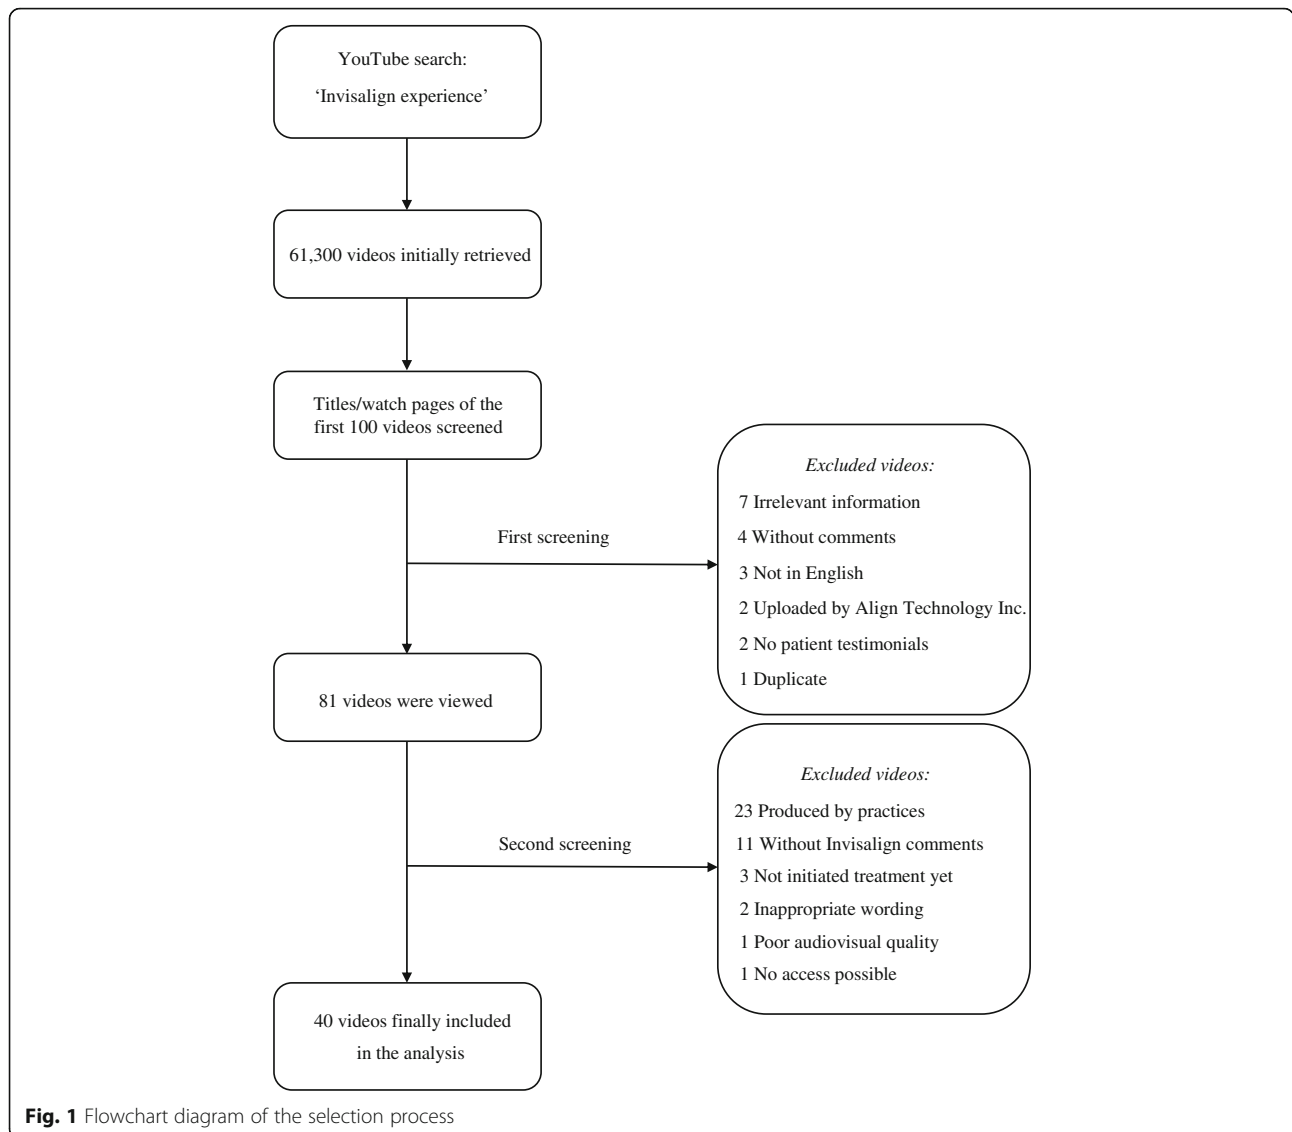 YouTube search:
‘Invisalign experience’
61,300 videos initially retrieved
Titles/watch pages of the
first 100 videos screened
First screening
Excluded videos:
7 Irrelevant information
4 Without comments
3 Not in English
2 Uploaded by Align Technology Inc.
2 No patient testimonials
1 Duplicate
81 videos were viewed
Second screening
Excluded videos:
23 Produced by practices
11 Without Invisalign comments
3 Not initiated treatment yet
2 Inappropriate wording
1 Poor audiovisual quality
1 No access possible
40 videos finally included
in the analysis
Fig. 1 Flowchart diagram of the selection process